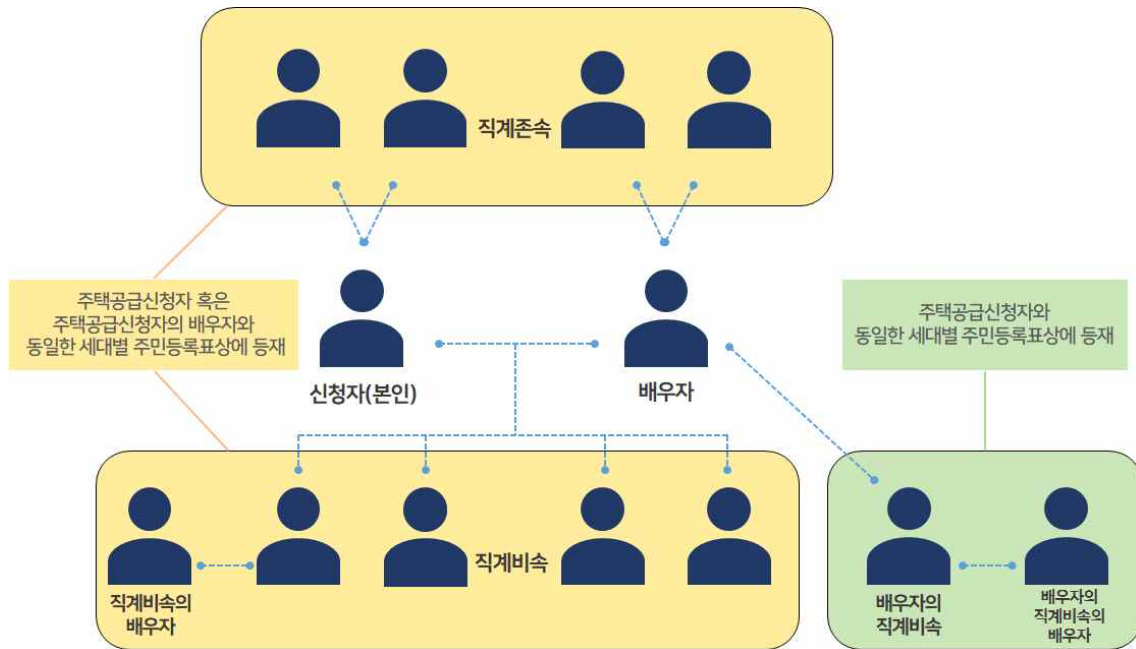 직계존속
주택공급신청자 혹은
주택공급신청자의 배우자와
동일한 세대별 주민등록표상에 등재
주택공급신청자와
동일한 세대별 주민등록표상에 등재
신청자(본인)
배우자
직계비속
직계비속의
배우자
배우자의
직계비속
배우자의
직계비속의
배우자